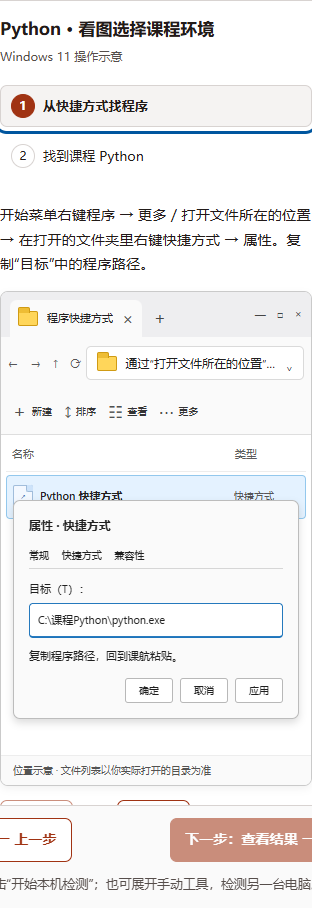 Python · 看图选择课程环境
Windows 11 操作示意
1 从快捷方式找程序
2 找到课程 Python
开始菜单右键程序 → 更多 / 打开文件所在的位置
→ 在打开的文件夹里右键快捷方式 → 属性。复
制“目标”中的程序路径。
程序快捷方式 × +
← → ↑ 通过“打开文件所在的位置”...
+ 新建 排序 查看 ··· 更多
名称 类型
Python 快捷方式 快捷方式
属性 · 快捷方式
常规 快捷方式 兼容性
目标（T）：
C:\课程Python\python.exe
复制程序路径，回到课航粘贴。
确定 取消 应用
位置示意 · 文件列表以你实际打开的目录为准
上一步 下一步：查看结果
“开始本机检测”；也可展开手动工具，检测另一台电脑